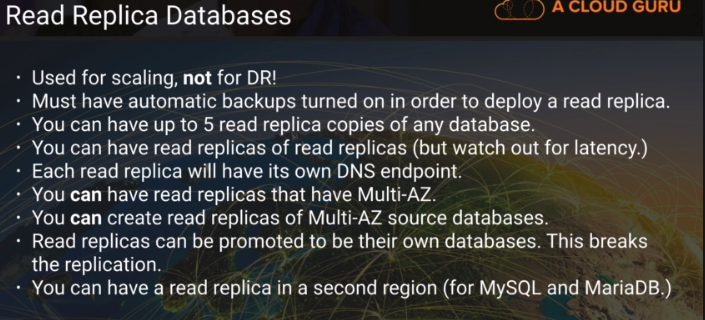 Read Replica Databases
A CLOUD GURU
· Used for scaling, not for DR!
· Must have automatic backups turned on in order to deploy a read replica.
· You can have up to 5 read replica copies of any database.
· You can have read replicas of read replicas (but watch out for latency.)
· Each read replica will have its own DNS endpoint.
· You can have read replicas that have Multi-AZ.
· You can create read replicas of Multi-AZ source databases.
· Read replicas can be promoted to be their own databases. This breaks
the replication.
· You can have a read replica in a second region (for MySQL and MariaDB.)